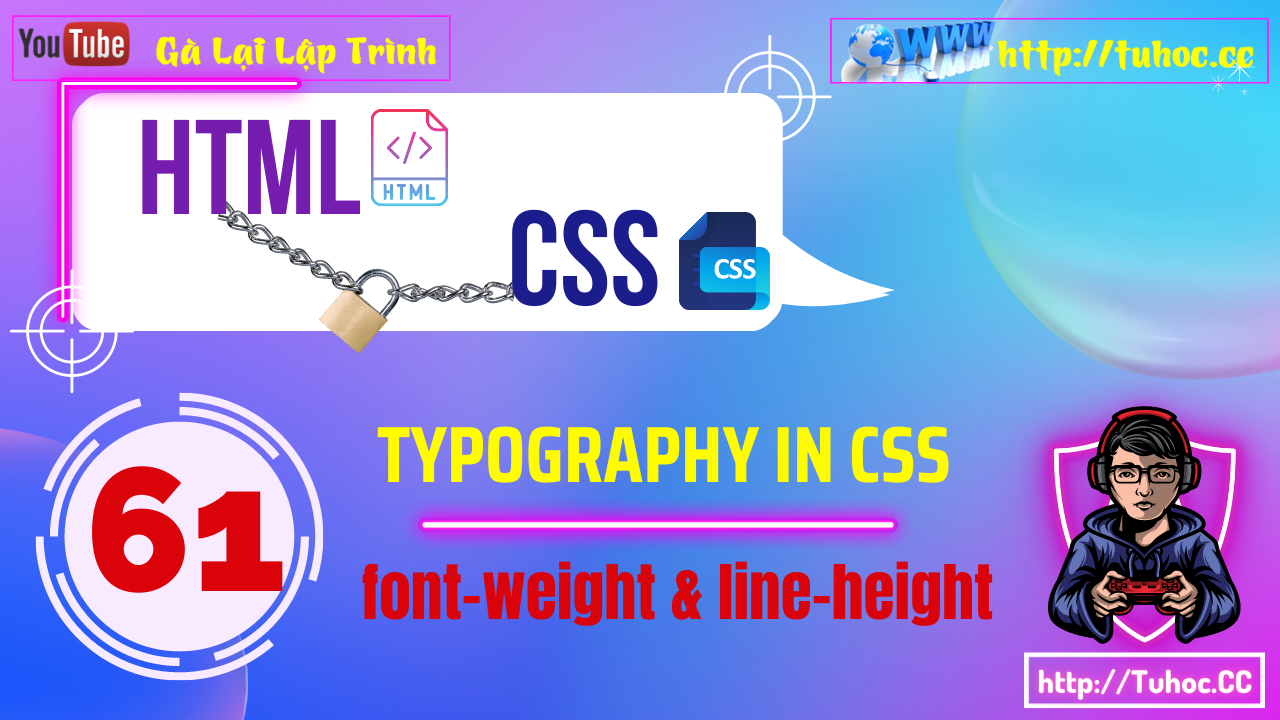 YouTube Gà Lại Lập Trình
WWW http://tuhoc.cc
HTML
</>
HTML
CSS
CSS
61
TYPOGRAPHY IN CSS
font-weight & line-height
http://Tuhoc.CC